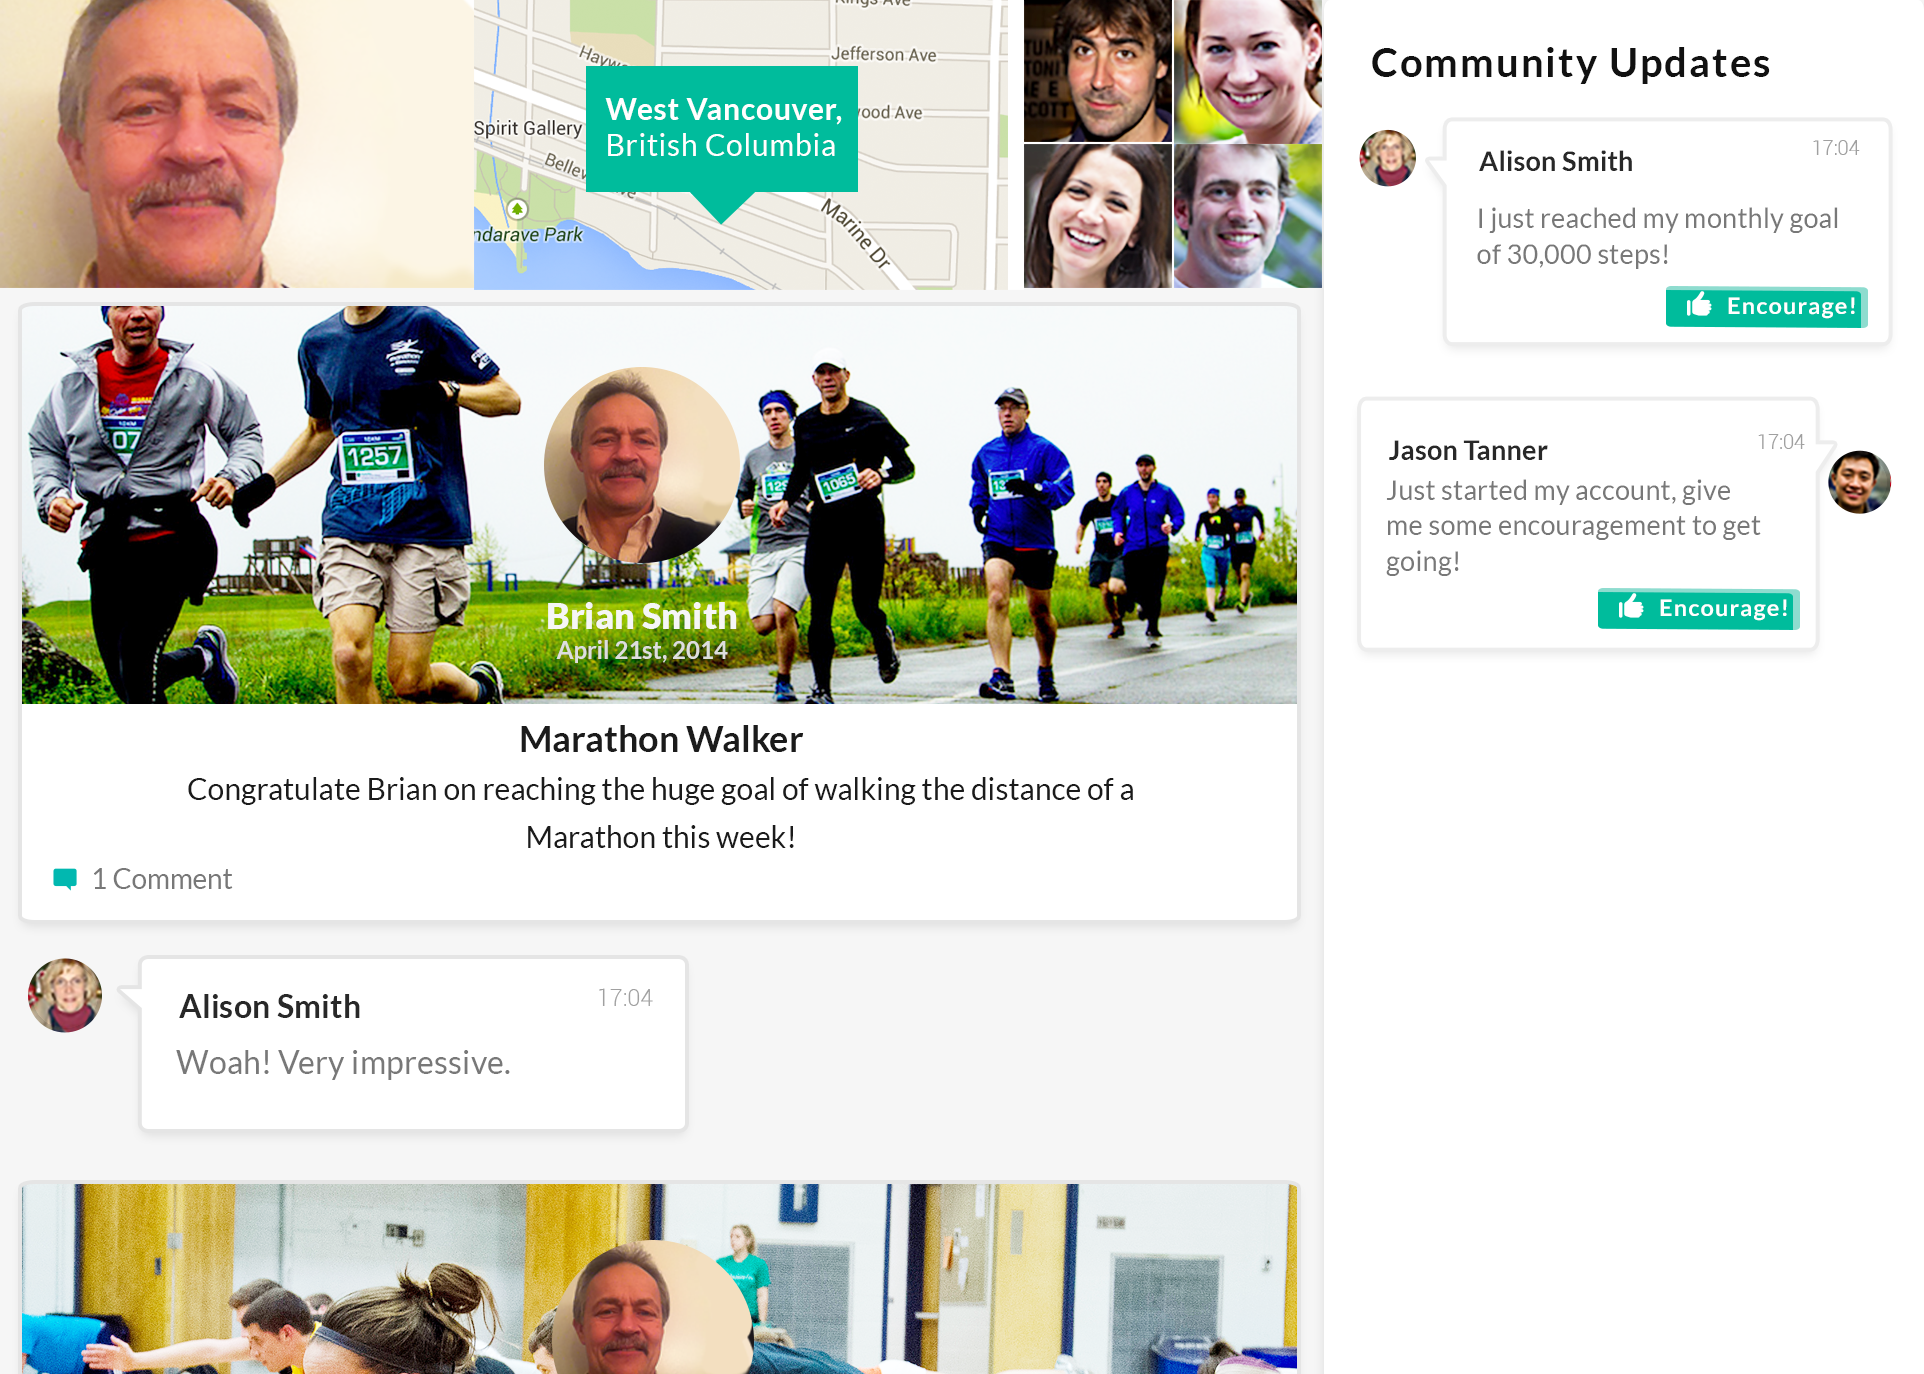 Jefferson Ave
West Vancouver,
British Columbia
ood Ave
Spirit Gallery
Marine Dr
ndarave Park
1257
07
1065
Brian Smith
April 21st, 2014
Marathon Walker
Congratulate Brian on reaching the huge goal of walking the distance of a
Marathon this week!
1 Comment
Alison Smith
17:04
Woah! Very impressive.
Community Updates
Alison Smith
17:04
I just reached my monthly goal
of 30,000 steps!
Encourage!
Jason Tanner
17:04
Just started my account, give
me some encouragement to get
going!
Encourage!